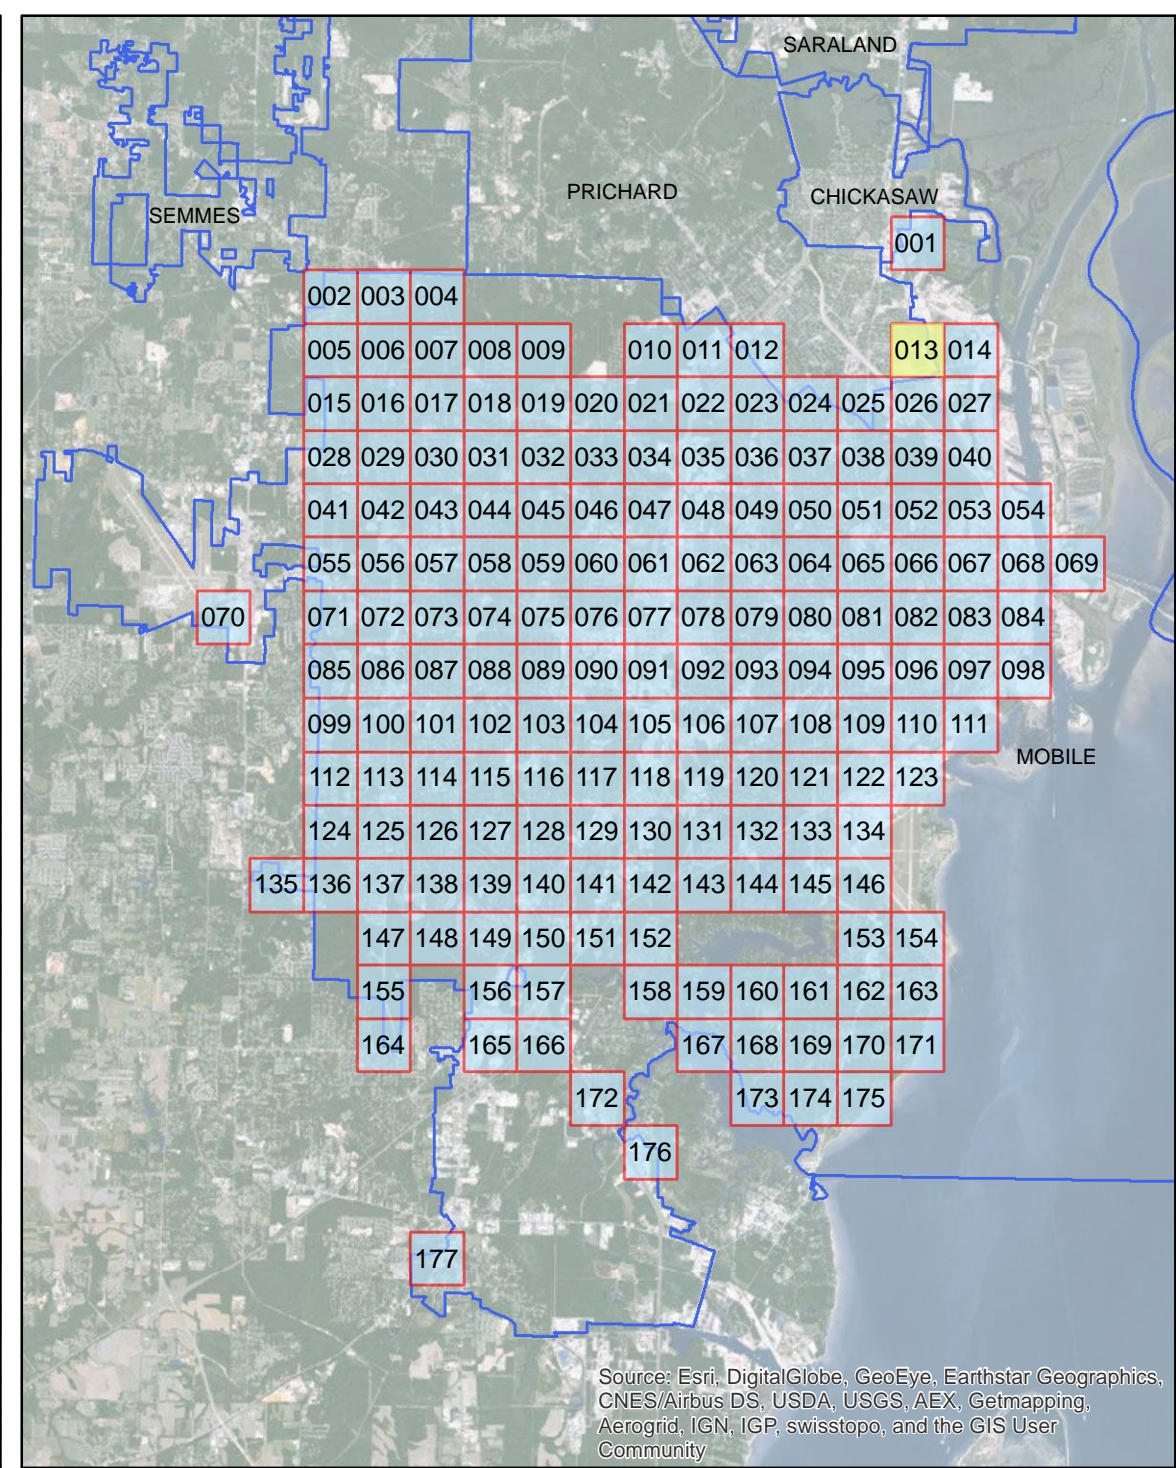 SARALAND
PRICHARD
CHICKASAW
SEMMES
001
002 003 004
005 006 007 008 009 010 011 012 013 014
015 016 017 018 019 020 021 022 023 024 025 026 027
028 029 030 031 032 033 034 035 036 037 038 039 040
041 042 043 044 045 046 047 048 049 050 051 052 053 054
055 056 057 058 059 060 061 062 063 064 065 066 067 068 069
070 071 072 073 074 075 076 077 078 079 080 081 082 083 084
085 086 087 088 089 090 091 092 093 094 095 096 097 098
099 100 101 102 103 104 105 106 107 108 109 110 111
MOBILE
112 113 114 115 116 117 118 119 120 121 122 123
124 125 126 127 128 129 130 131 132 133 134
135 136 137 138 139 140 141 142 143 144 145 146
147 148 149 150 151 152 153 154
155 156 157 158 159 160 161 162 163
164 165 166 167 168 169 170 171
172 173 174 175
176
177
Source: Esri, DigitalGlobe, GeoEye, Earthstar Geographics,
CNES/Airbus DS, USDA, USGS, AEX, Getmapping,
Aerogrid, IGN, IGP, swisstopo, and the GIS User
Community